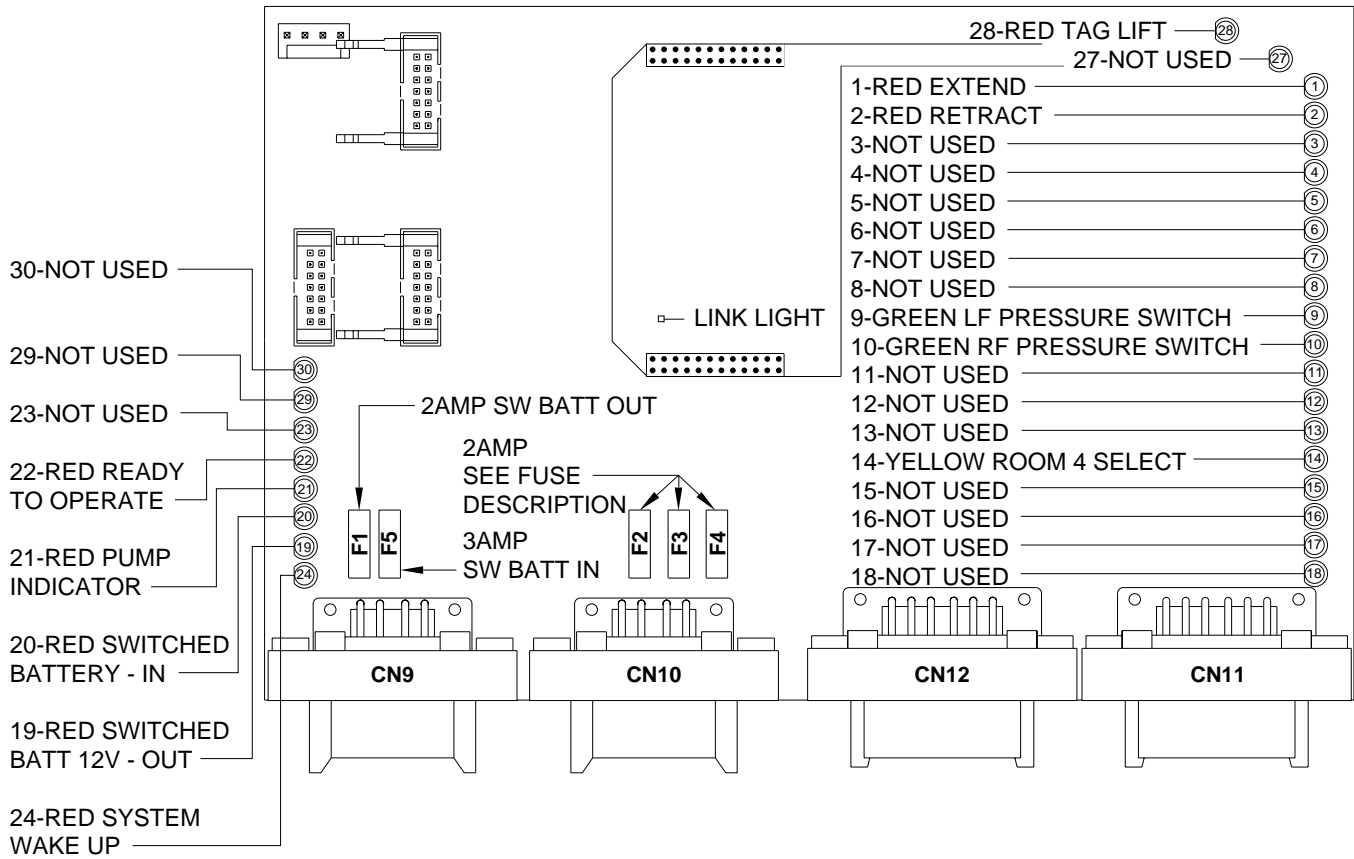 28-RED TAG LIFT
28
27-NOT USED
27
1-RED EXTEND
1
2-RED RETRACT
2
3-NOT USED
3
4-NOT USED
4
5-NOT USED
5
6-NOT USED
6
7-NOT USED
7
8-NOT USED
8
LINK LIGHT
9-GREEN LF PRESSURE SWITCH
9
10-GREEN RF PRESSURE SWITCH
10
11-NOT USED
11
12-NOT USED
12
13-NOT USED
13
14-YELLOW ROOM 4 SELECT
14
15-NOT USED
15
16-NOT USED
16
17-NOT USED
17
18-NOT USED
18
30-NOT USED
30
29-NOT USED
29
23-NOT USED
23
22-RED READY
TO OPERATE
22
21-RED PUMP
INDICATOR
21
20-RED SWITCHED
BATTERY - IN
20
19-RED SWITCHED
BATT 12V - OUT
19
24-RED SYSTEM
WAKE UP
24
2AMP SW BATT OUT
2AMP
SEE FUSE
DESCRIPTION
3AMP
SW BATT IN
F1
F5
F2
F3
F4
CN9
CN10
CN12
CN11